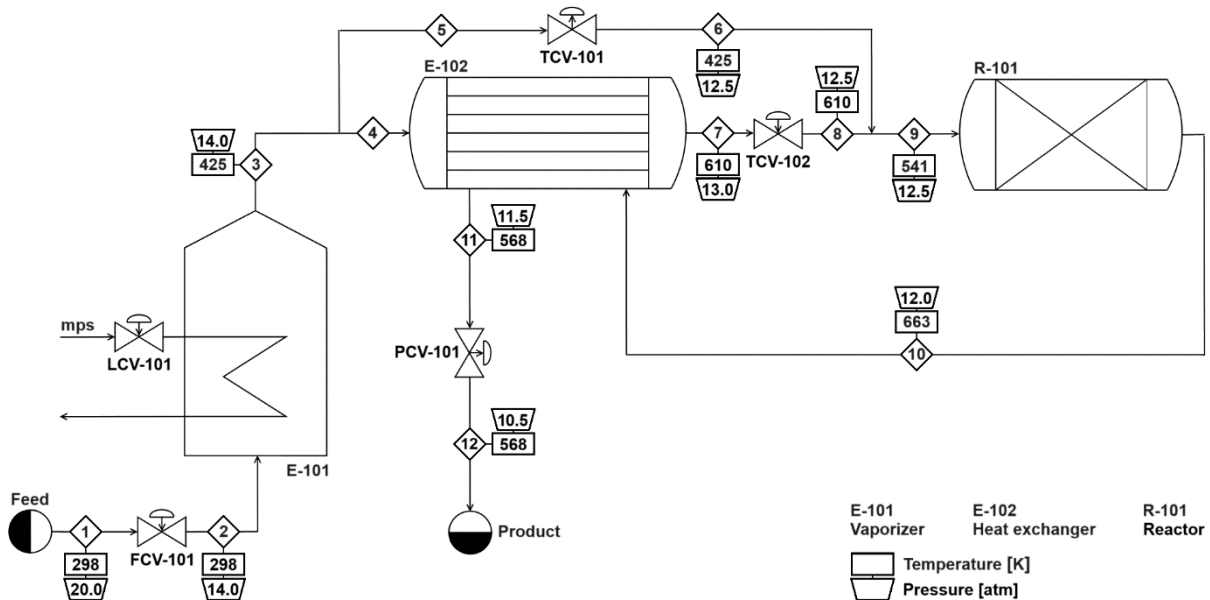 5
TCV-101
6
425
12.5
E-102
12.5
610
R-101
14.0
425
3
4
7
610
13.0
TCV-102
8
9
541
12.5
11
11.5
568
12.0
663
10
mps
LCV-101
PCV-101
E-101
12
10.5
568
Feed
1
298
20.0
FCV-101
2
298
14.0
Product
E-101 E-102 R-101
Vaporizer Heat exchanger Reactor
Temperature [K]
Pressure [atm]